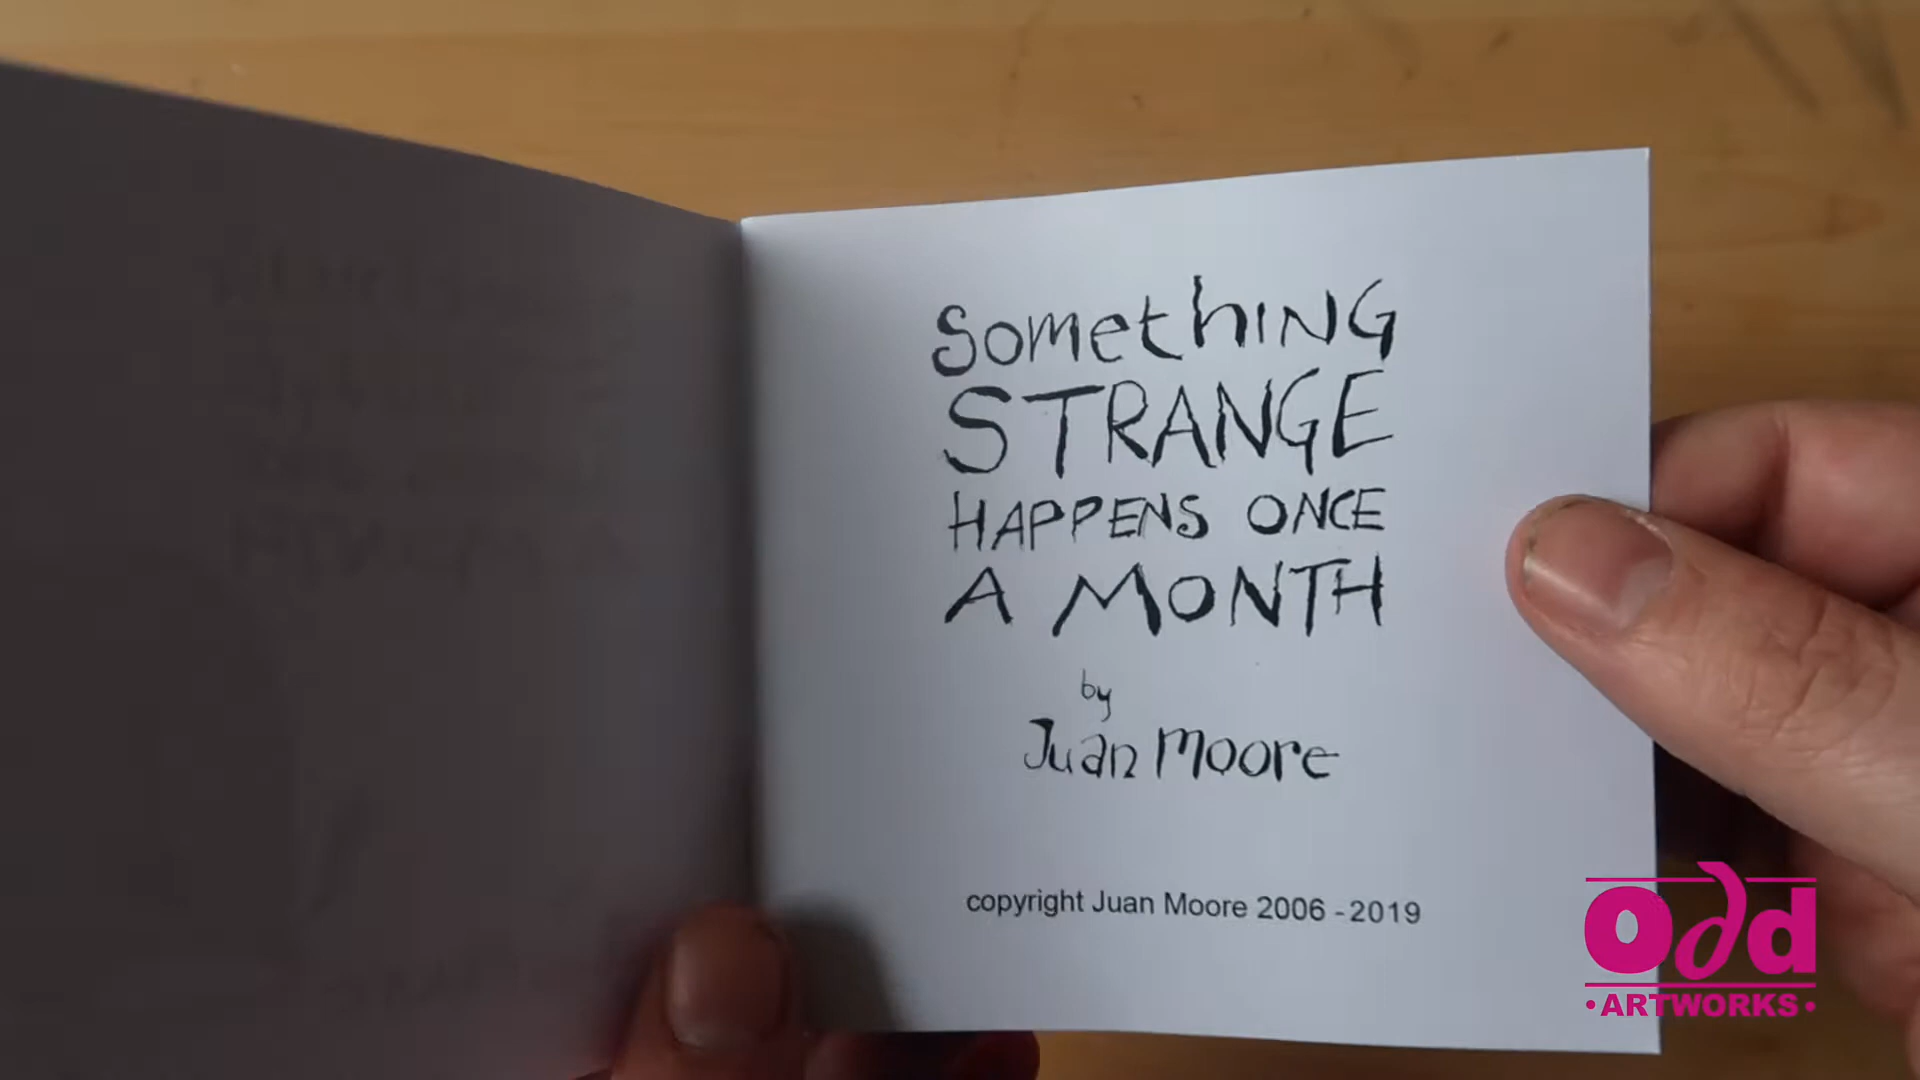 Something
STRANGE
HAPPENS ONCE
A MONTH
by
Juan Moore
copyright Juan Moore 2006 - 2019
odd
• ARTWORKS •